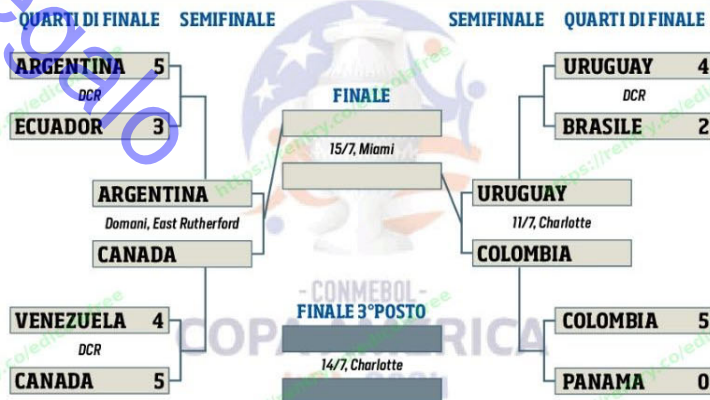 QUARTI DI FINALE SEMIFINALE SEMIFINALE QUARTI DI FINALE
ARGENTINA 5
DCR
ECUADOR 3
ARGENTINA
Domani, East Rutherford
CANADA
VENEZUELA 4
DCR
CANADA 5
FINALE
15/7, Miami
- CONMEBOL -
COPA AMERICA
FINALE 3°POSTO
14/7, Charlotte
URUGUAY 4
DCR
BRASILE 2
URUGUAY
11/7, Charlotte
COLOMBIA
COLOMBIA 5
PANAMA 0